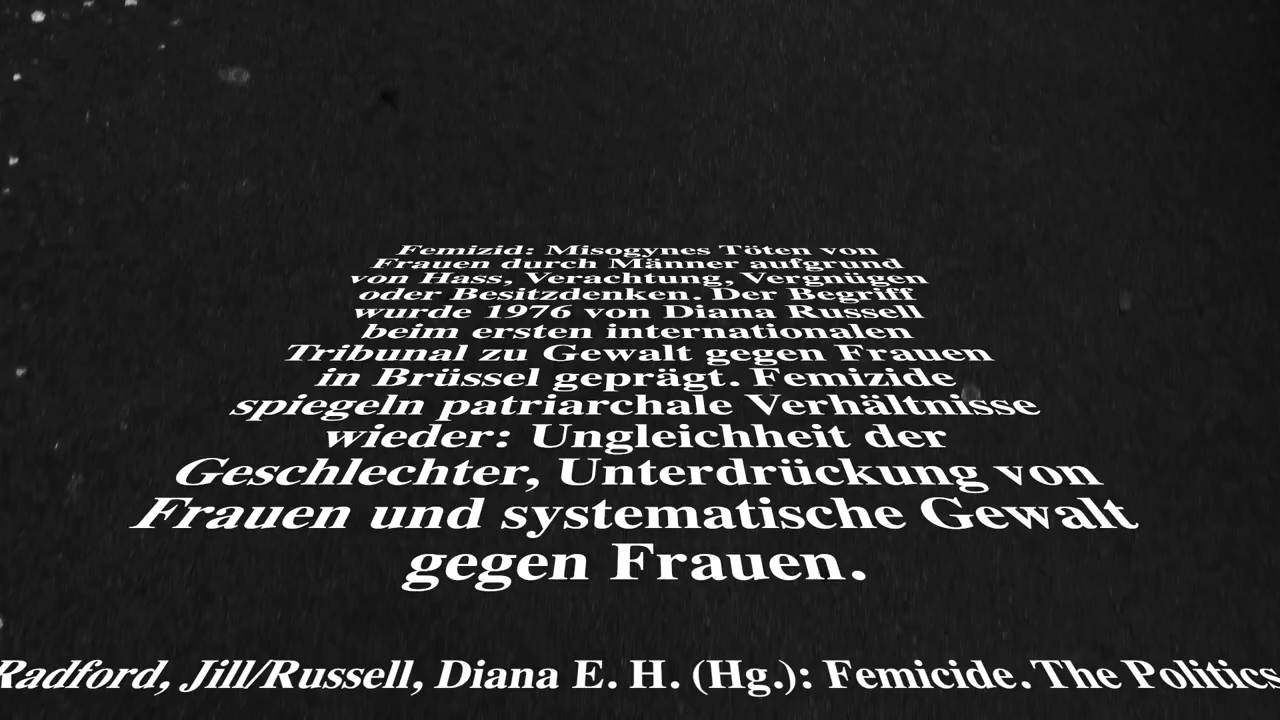 Femizid: Misogynes Töten von
Frauen durch Männer aufgrund
von Hass, Verachtung, Vergnügen
oder Besitzdenken. Der Begriff
wurde 1976 von Diana Russell
beim ersten internationalen
Tribunal zu Gewalt gegen Frauen
in Brüssel geprägt. Femizide
spiegeln patriarchale Verhältnisse
wieder: Ungleichheit der
Geschlechter, Unterdrückung von
Frauen und systematische Gewalt
gegen Frauen.
Radford, Jill/Russell, Diana E. H. (Hg.): Femicide. The Politics